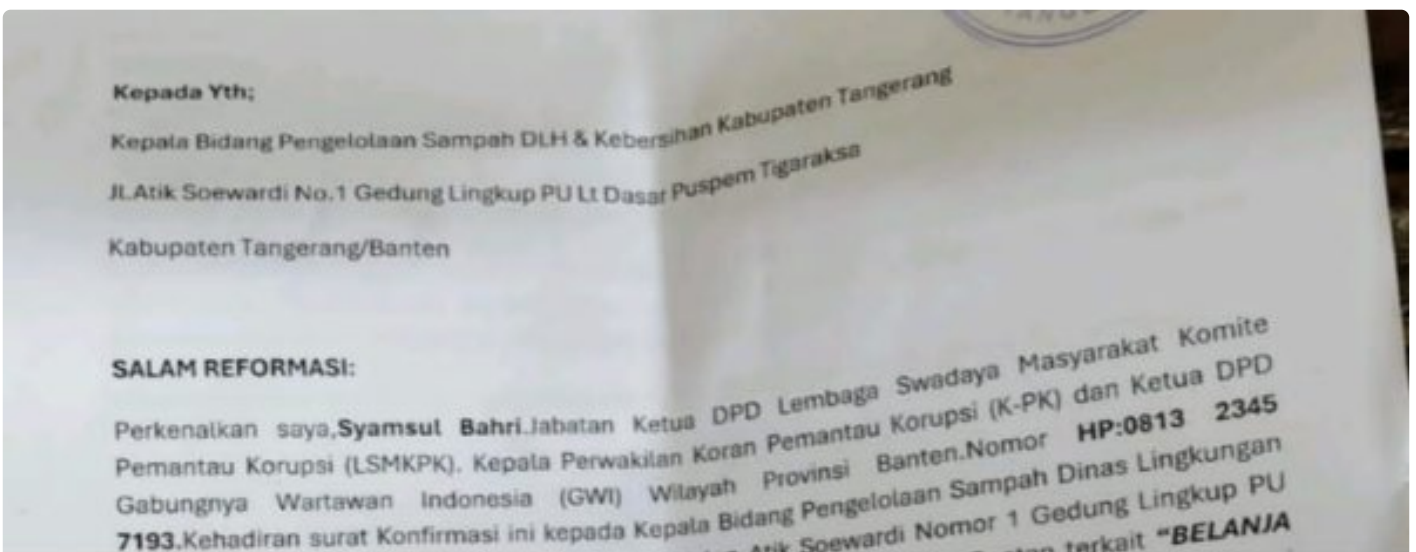 TANG
Kepada Yth;
Kepala Bidang Pengelolaan Sampah DLH & Kebersihan Kabupaten Tangerang
Jl.Atik Soewardi No.1 Gedung Lingkup PU Lt Dasar Puspem Tigaraksa
Kabupaten Tangerang/Banten
SALAM REFORMASI:
Perkenalkan saya,Syamsul Bahri.Jabatan Ketua DPD Lembaga Swadaya Masyarakat Komite
Pemantau Korupsi (LSMKPK). Kepala Perwakilan Koran Pemantau Korupsi (K-PK) dan Ketua DPD
Gabungnya Wartawan Indonesia (GWI) Wilayah Provinsi Banten.Nomor HP:0813 2345
7193.Kehadiran surat Konfirmasi ini kepada Kepala Bidang Pengelolaan Sampah Dinas Lingkungan
Atik Soewardi Nomor 1 Gedung Lingkup PU
terkait "BELANJA